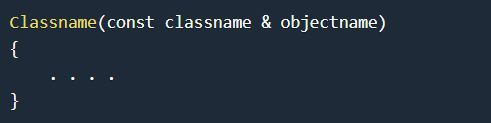 Classname(const classname & objectname)
{
. . . .
}